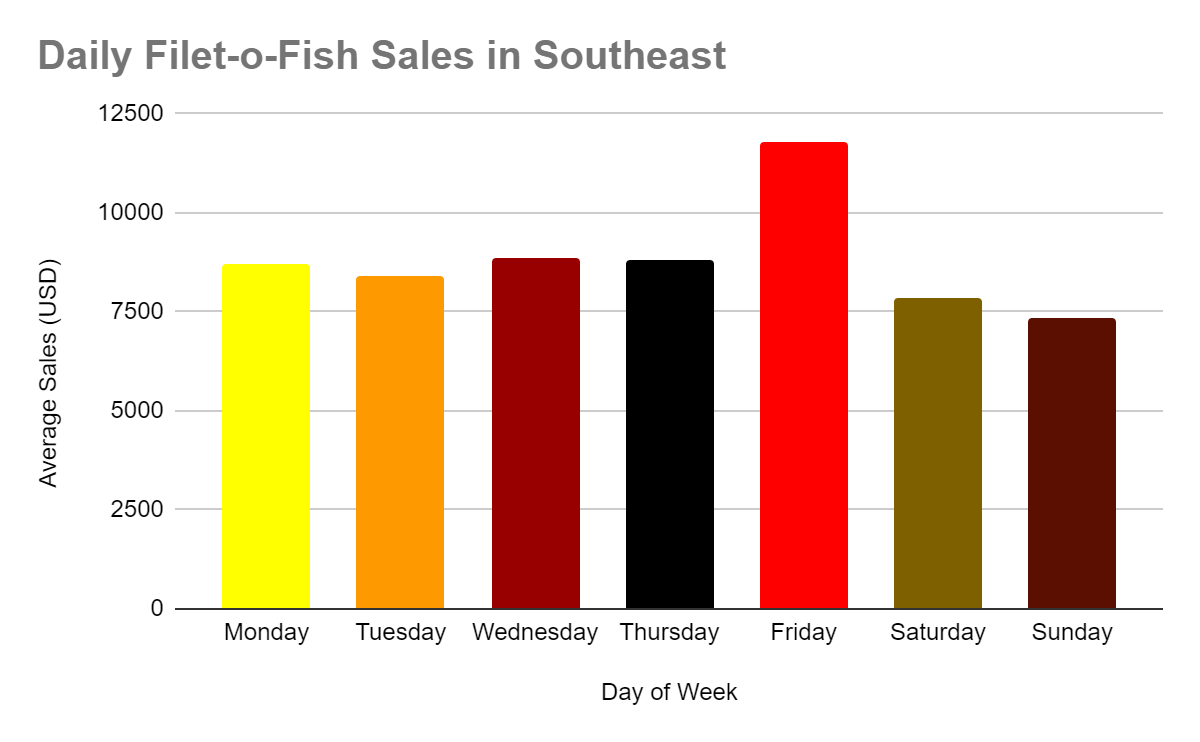 Daily Filet-o-Fish Sales in Southeast
12500
10000
7500
5000
2500
0
Average Sales (USD)
Monday Tuesday Wednesday Thursday Friday Saturday Sunday
Day of Week